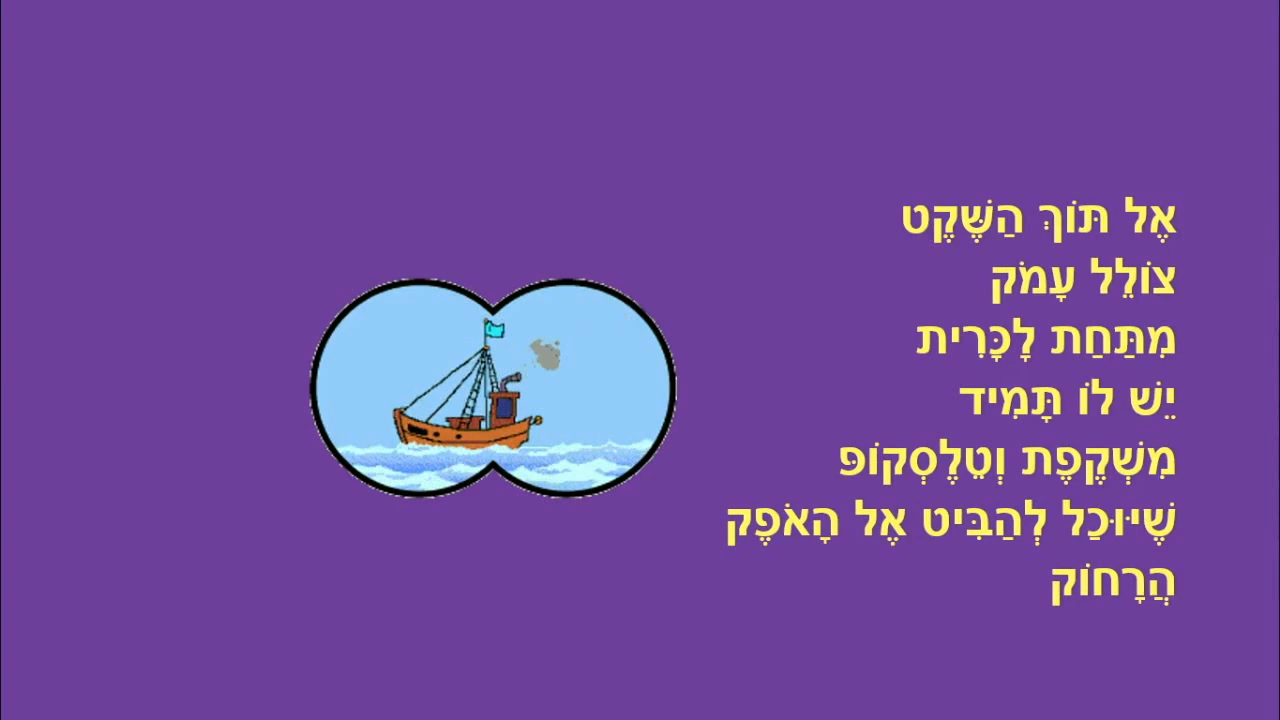 אֶל תּוֹךְ הַשֶּׁקֶט
צוֹלֵל עָמֹק
מִתַּחַת לָכָּרִית
יֵשׁ לוֹ תָּמִיד
מִשְׁקֶפֶת וְטֵלֶסְקוֹפּ
שֶׁיּוּכַל לְהַבִּיט אֶל הָאֹפֶק
הָרָחוֹק